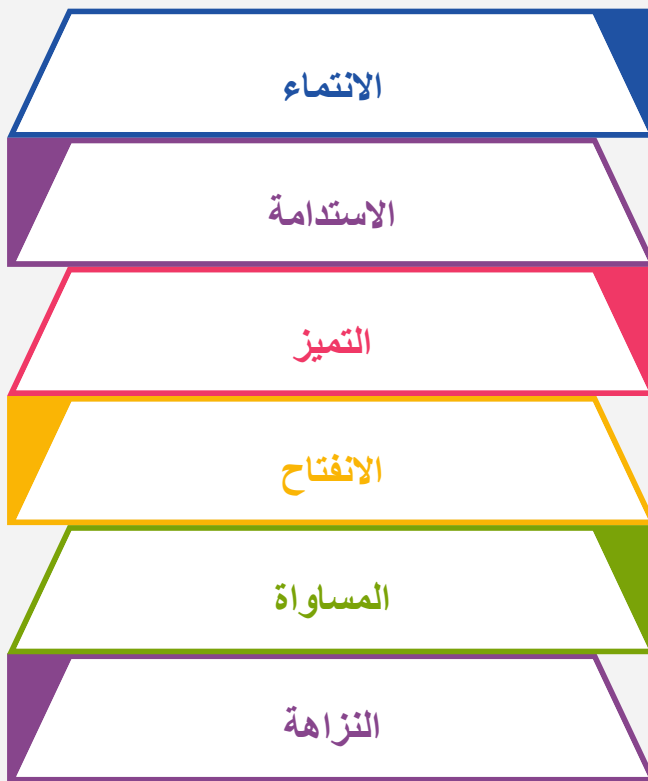 الانتماء
الاستدامة
التميز
الانفتاح
المساواة
النزاهة